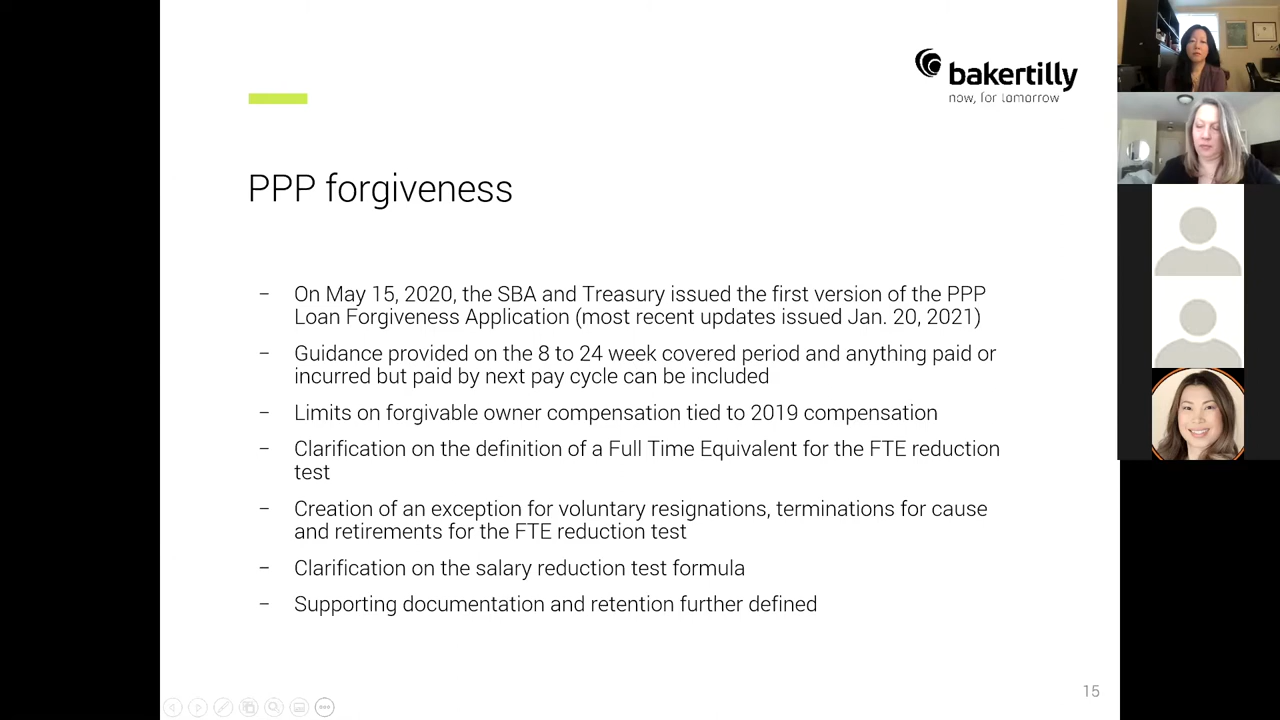 bakertilly
now, for tomorrow
PPP forgiveness
– On May 15, 2020, the SBA and Treasury issued the first version of the PPP
Loan Forgiveness Application (most recent updates issued Jan. 20, 2021)
– Guidance provided on the 8 to 24 week covered period and anything paid or
incurred but paid by next pay cycle can be included
– Limits on forgivable owner compensation tied to 2019 compensation
– Clarification on the definition of a Full Time Equivalent for the FTE reduction
test
– Creation of an exception for voluntary resignations, terminations for cause
and retirements for the FTE reduction test
– Clarification on the salary reduction test formula
– Supporting documentation and retention further defined
15